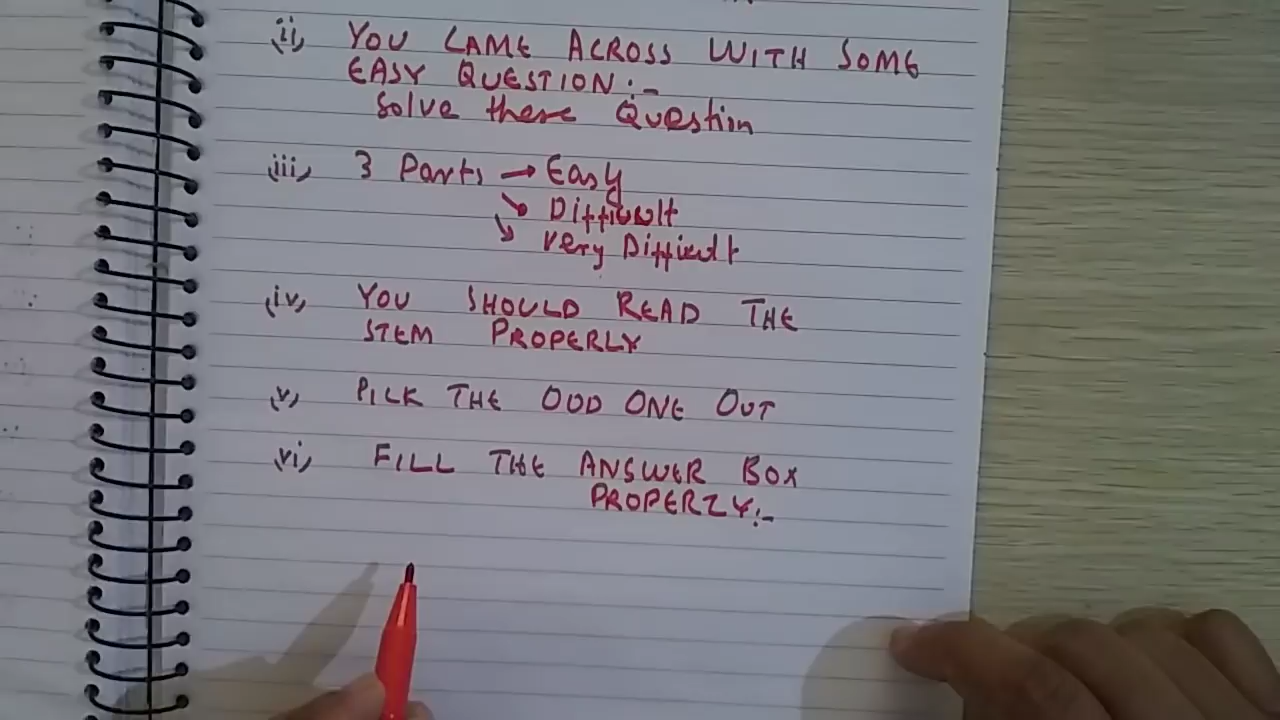 ii, YOU CAME ACROSS WITH SOME
EASY QUESTION :-
Solve these Question
iii, 3 Parts → Easy
↘ Difficult
↘ very Difficult
iv, YOU SHOULD READ THE
STEM PROPERLY
v, PICK THE ODD ONE OUT
vi, FILL THE ANSWER BOX
PROPERLY:-